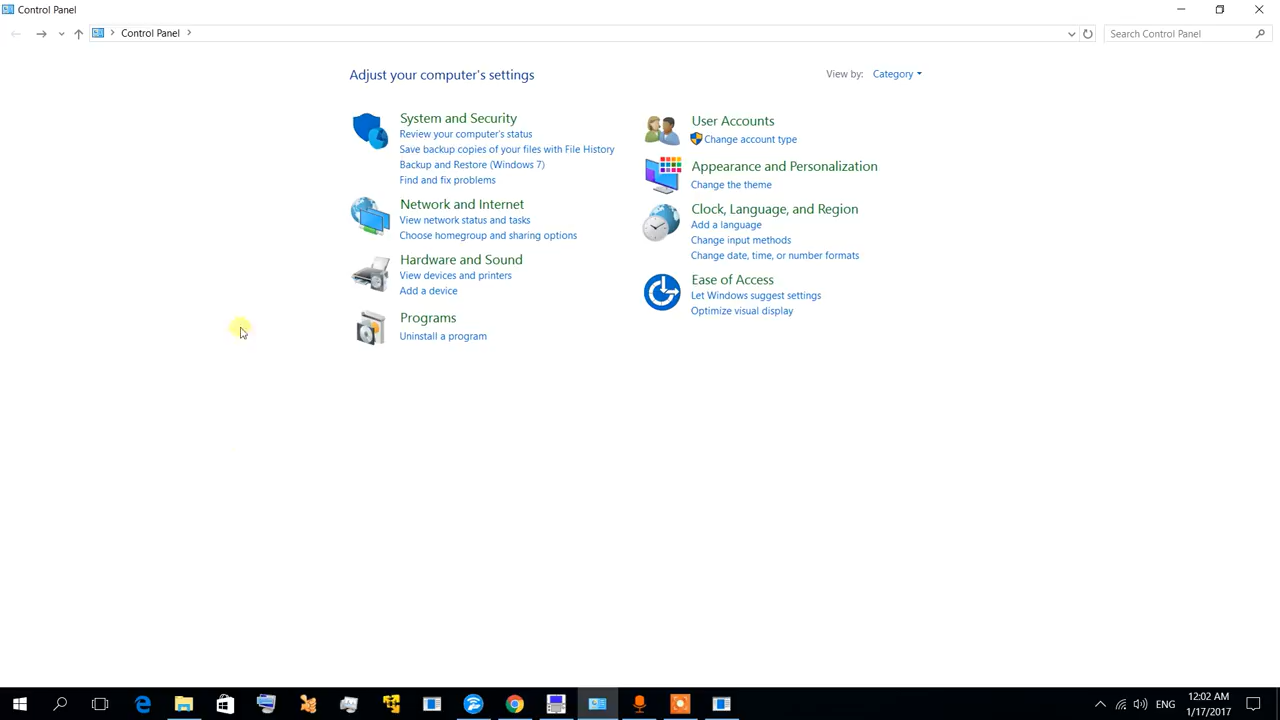 Control Panel
Control Panel
Search Control Panel
Adjust your computer's settings
View by: Category
System and Security
Review your computer's status
Save backup copies of your files with File History
Backup and Restore (Windows 7)
Find and fix problems
Network and Internet
View network status and tasks
Choose homegroup and sharing options
Hardware and Sound
View devices and printers
Add a device
Programs
Uninstall a program
User Accounts
Change account type
Appearance and Personalization
Change the theme
Clock, Language, and Region
Add a language
Change input methods
Change date, time, or number formats
Ease of Access
Let Windows suggest settings
Optimize visual display
ENG
12:02 AM
1/17/2017